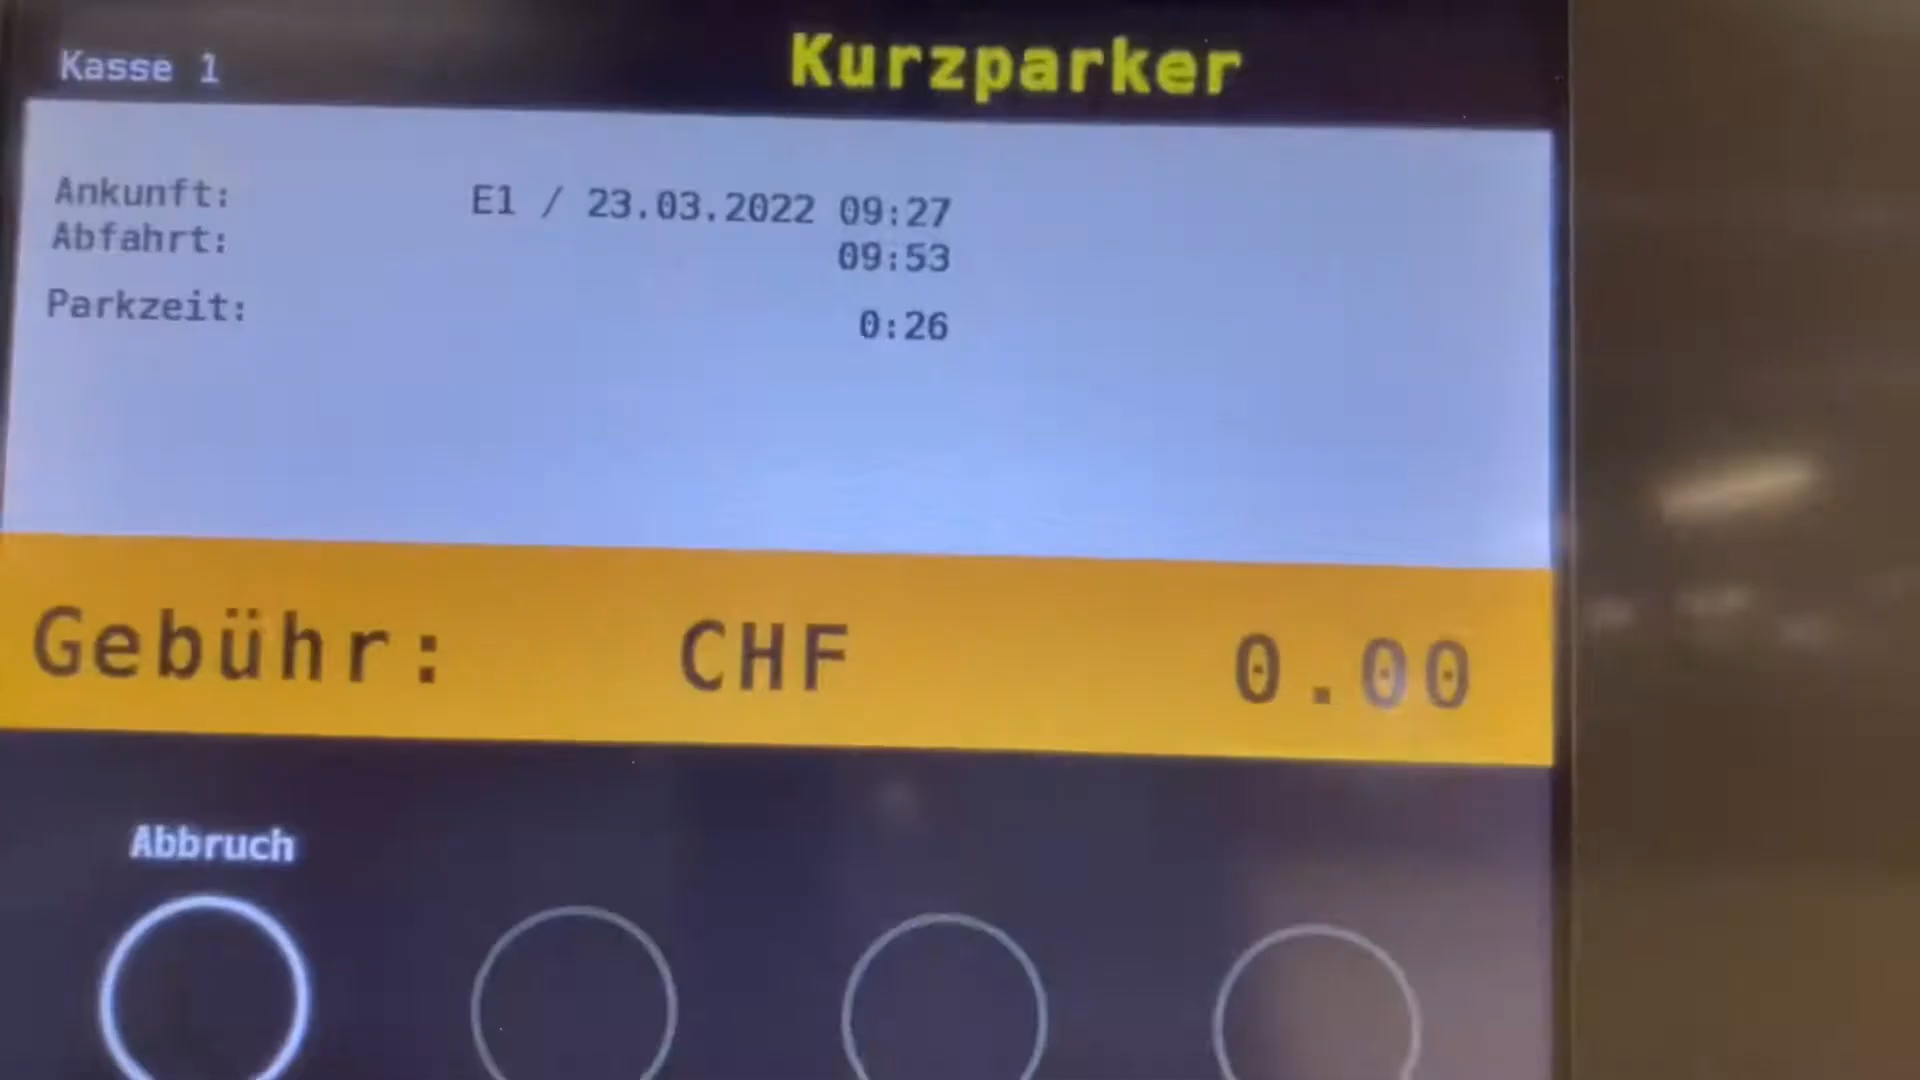 Kasse 1
Kurzparker
Ankunft: E1 / 23.03.2022 09:27
Abfahrt: 09:53
Parkzeit: 0:26
Gebühr: CHF 0.00
Abbruch